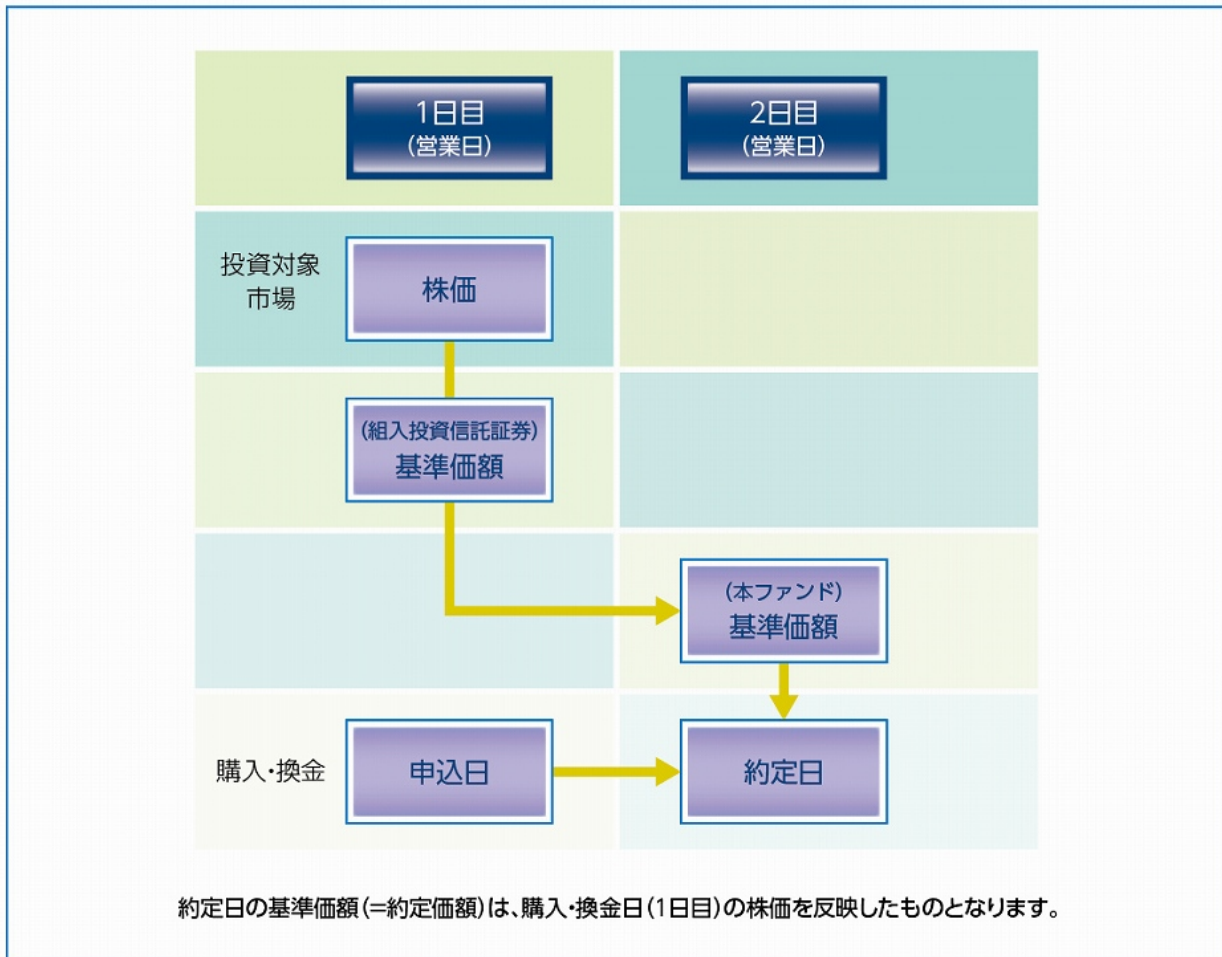 1日目
(営業日)
2日目
(営業日)
投資対象
市場
株価
(組入投資信託証券)
基準価額
(本ファンド)
基準価額
購入・換金
申込日
約定日
約定日の基準価額(=約定価額)は、購入・換金日(1日目)の株価を反映したものとなります。